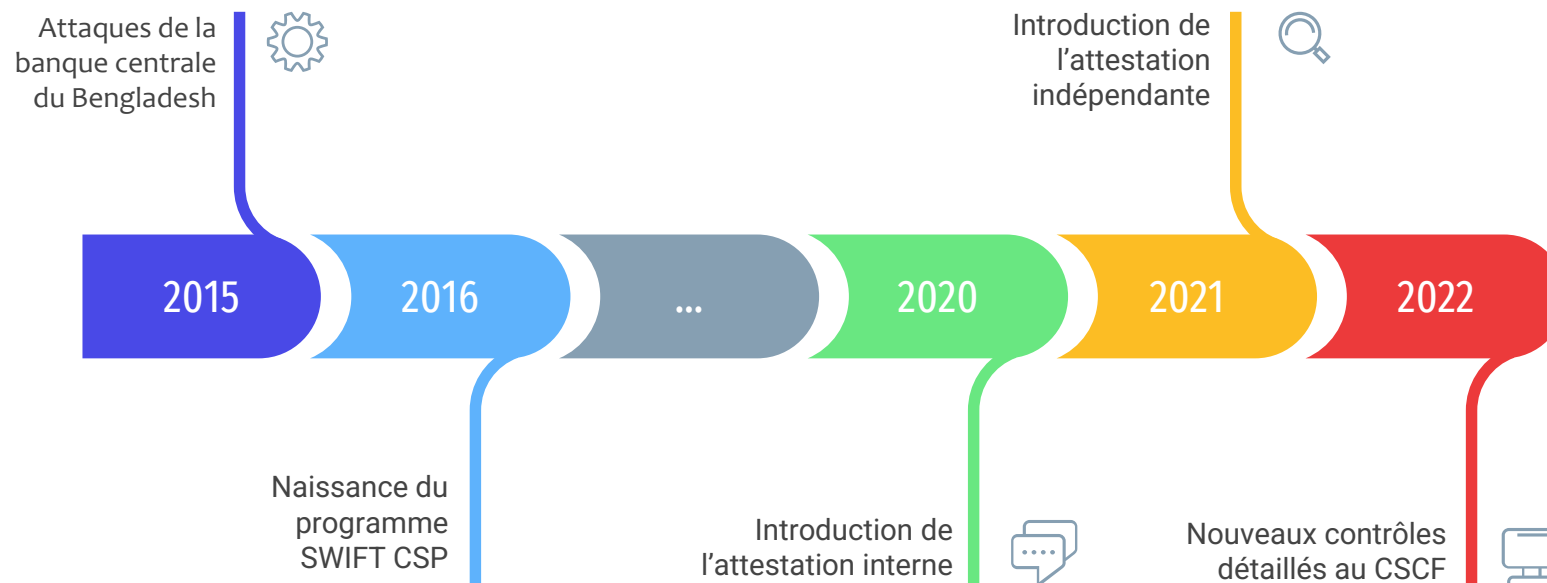 Attaques de la
banque centrale
du Bengladesh
Introduction de
l'attestation
indépendante
2015
2016
...
2020
2021
2022
Naissance du
programme
SWIFT CSP
Introduction de
l'attestation interne
Nouveaux contrôles
détaillés au CSCF